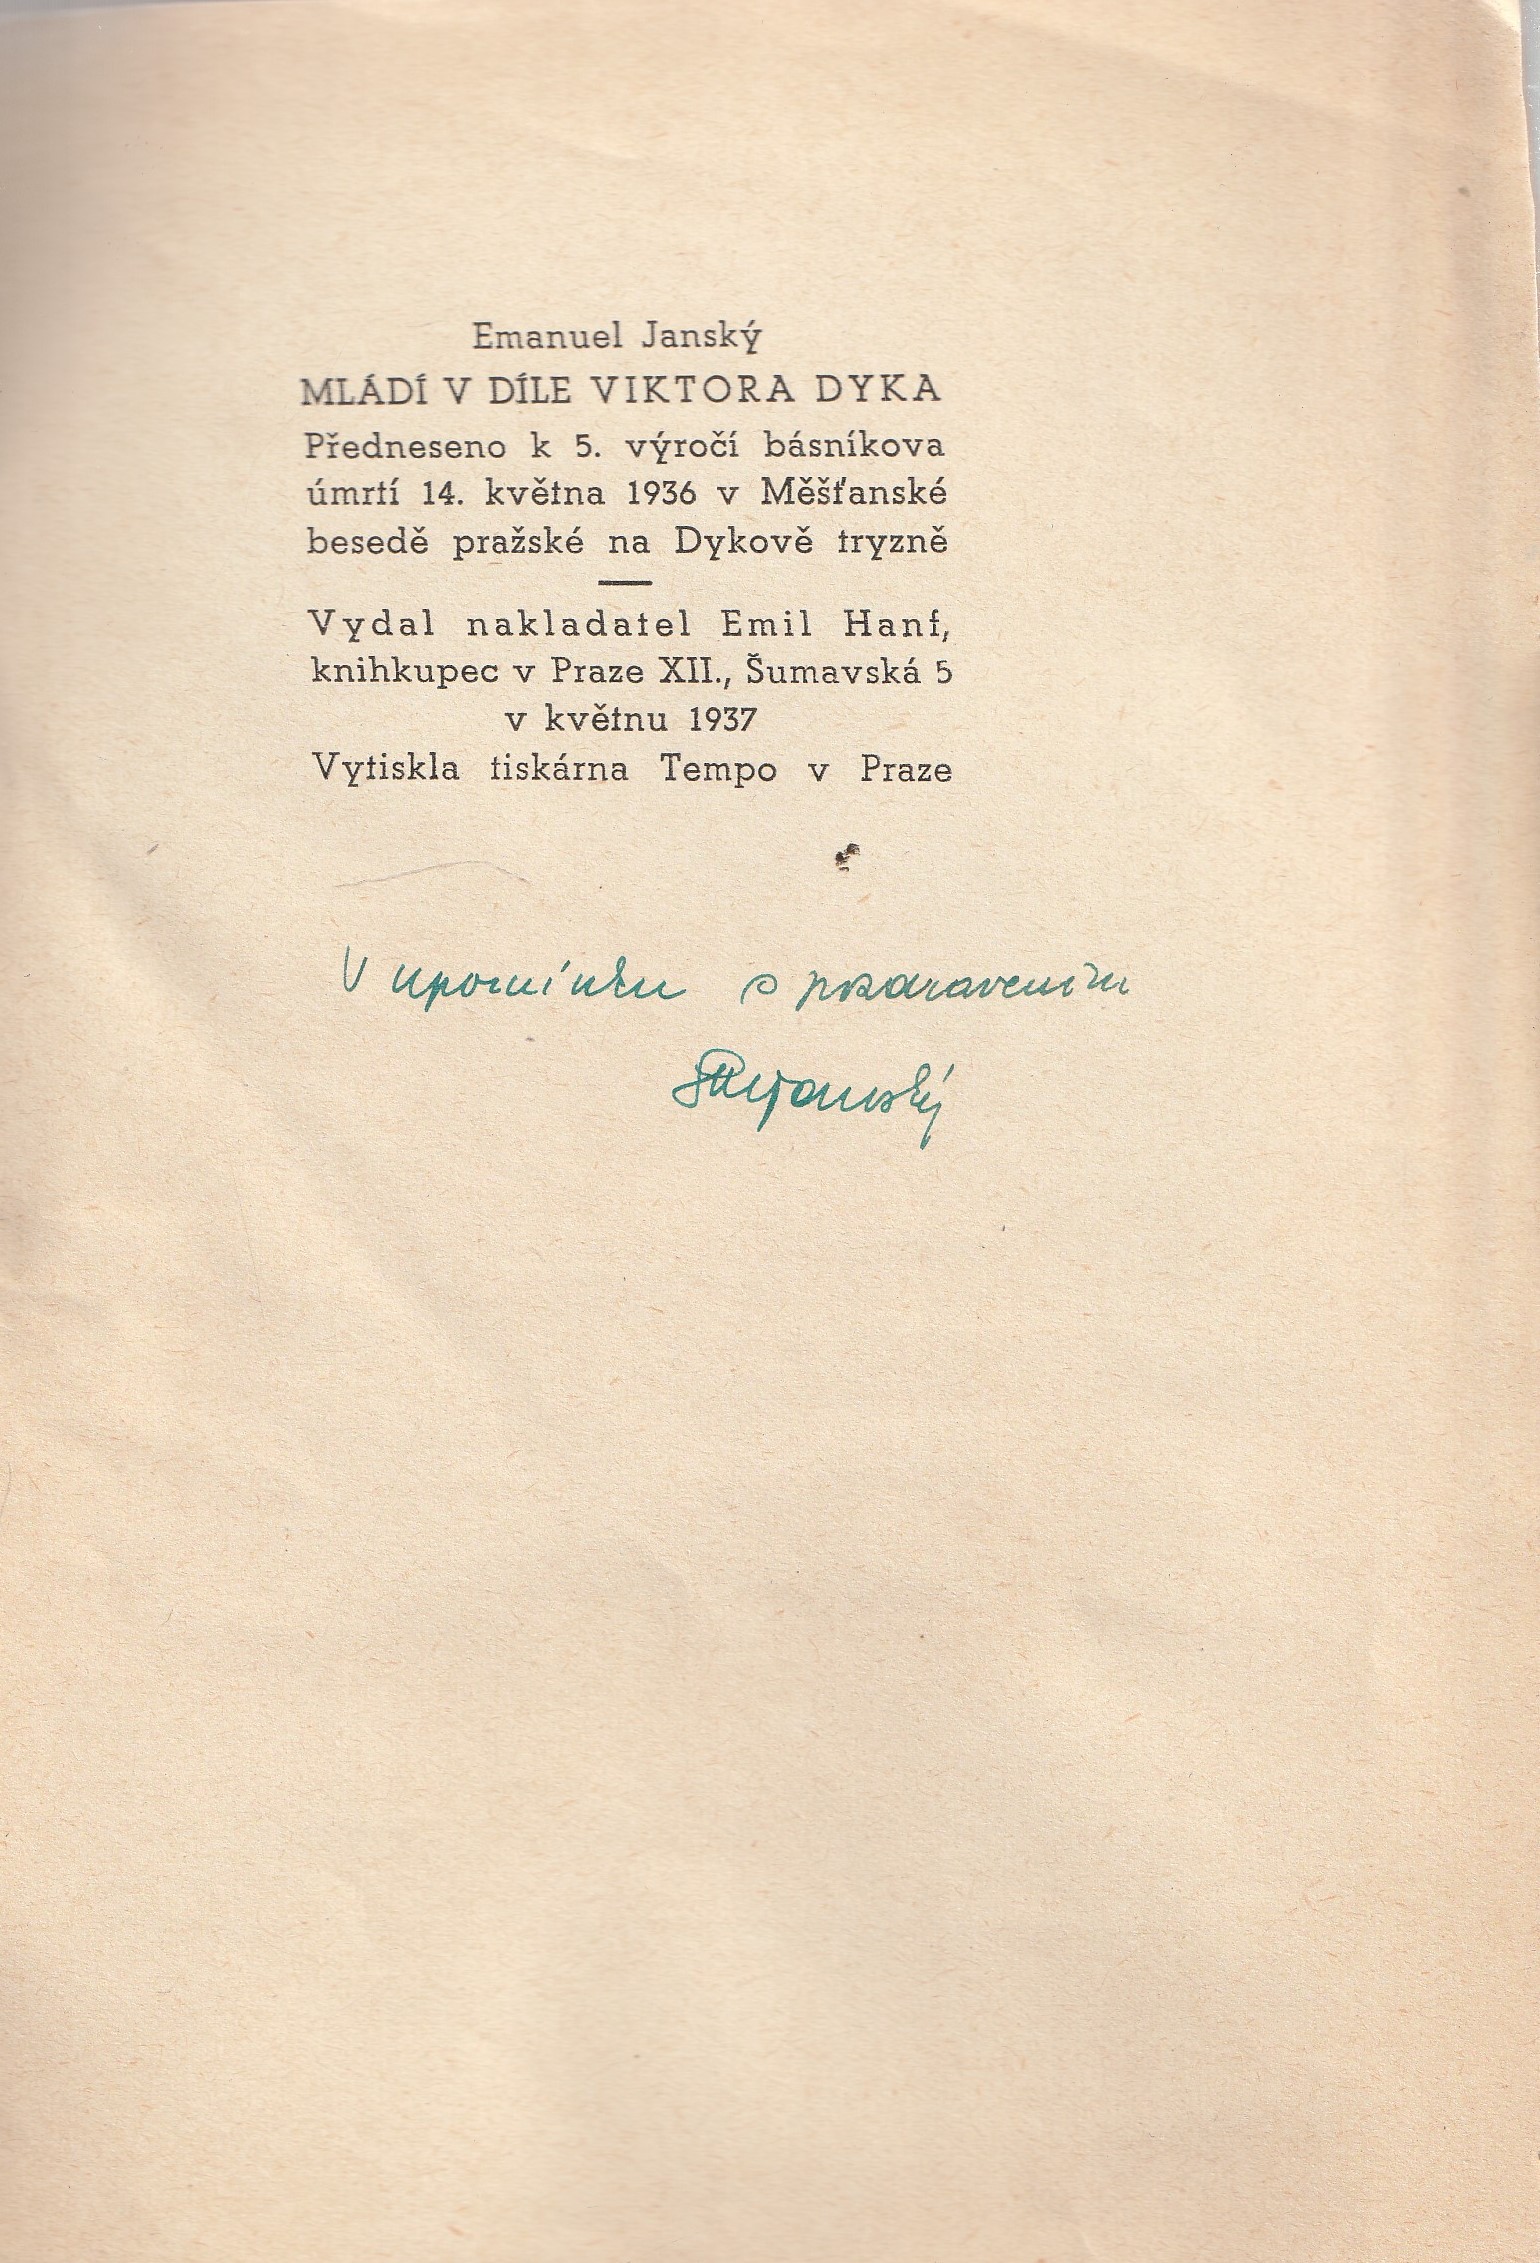 Emanuel Janský
MLÁDÍ V DÍLE VIKTORA DYKA
Předneseno k 5. výročí básníkova
úmrtí 14. května 1936 v Měšťanské
besedě pražské na Dykově tryzně
Vydal nakladatel Emil Hanf,
knihkupec v Praze XII., Šumavská 5
v květnu 1937
Vytiskla tiskárna Tempo v Praze
V upomínku s pozdravením